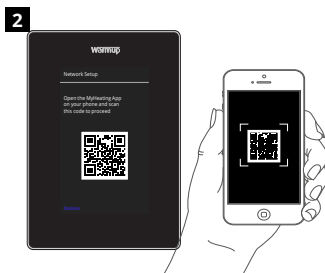 2
warmup
Network Setup
Open the MyHeating App
on your phone and scan
this code to proceed